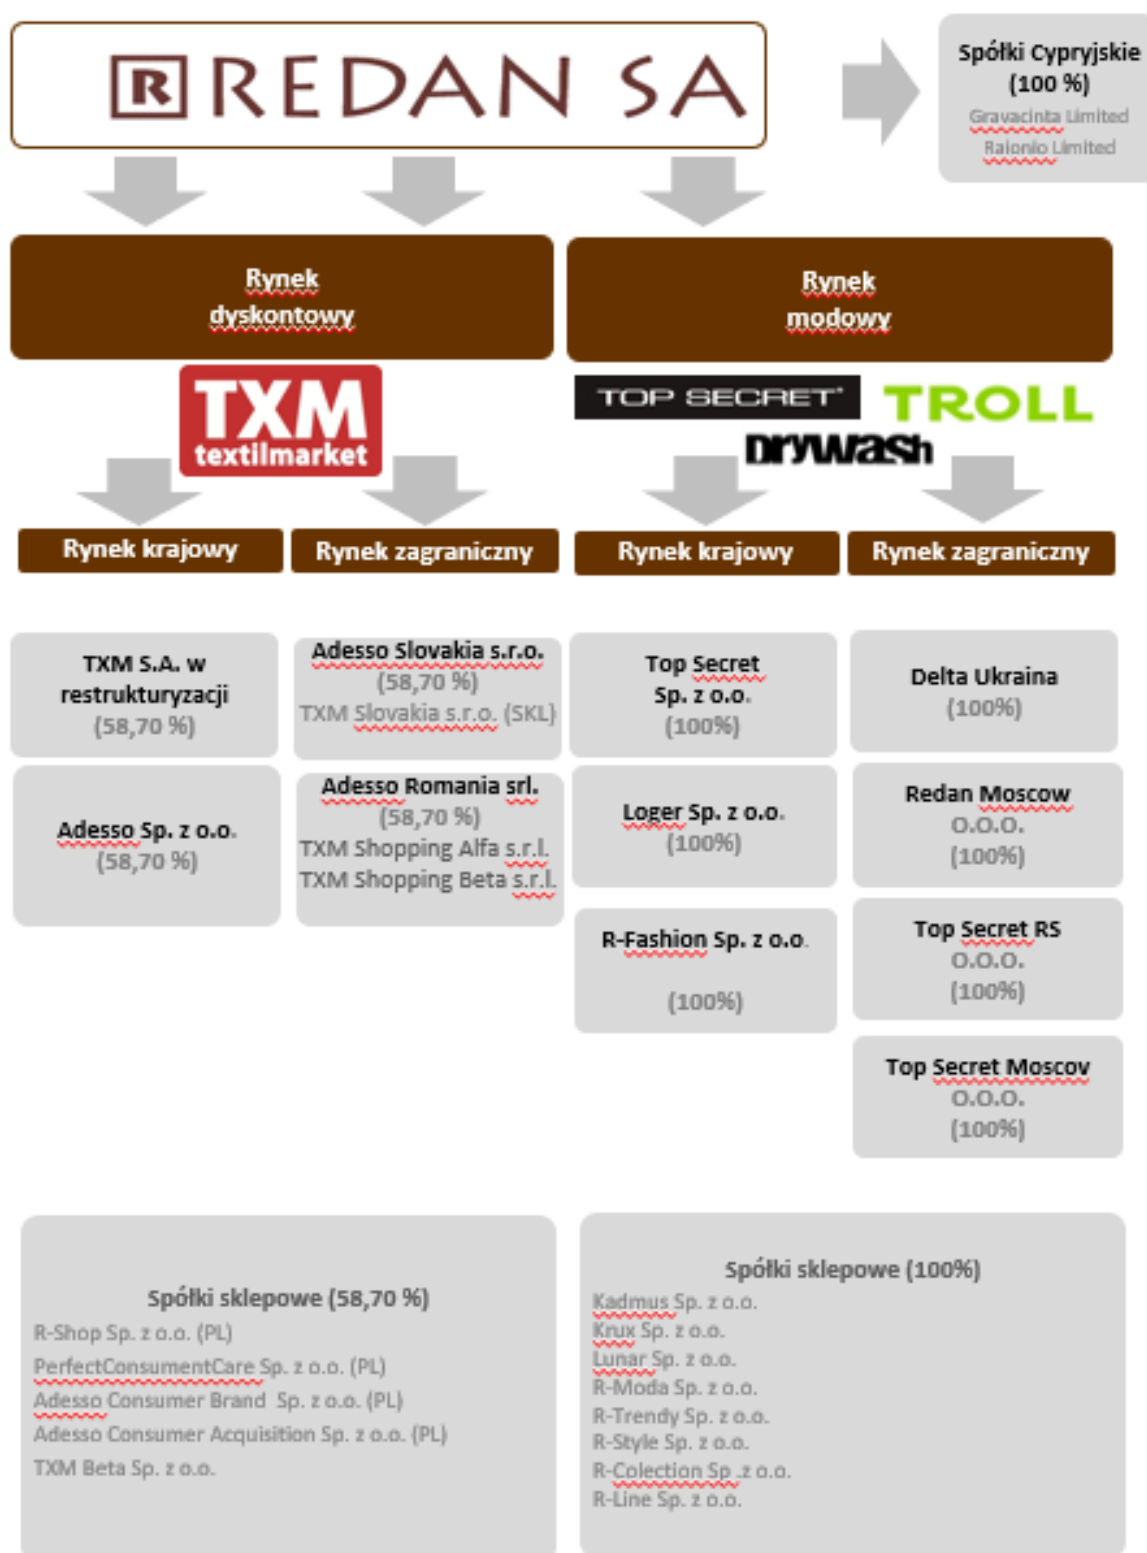 R REDAN SA
Spółki Cypryjskie
(100 %)
Gravacinta Limited
Raionio Limited
Rynek
dyskontowy
Rynek
modowy
TXM
textilmarket
TOP SECRET
TROLL
DRYWASH
Rynek krajowy
Rynek zagraniczny
Rynek krajowy
Rynek zagraniczny
TXM S.A. w
restrukturyzacji
(58,70 %)
Adesso Sp. z o.o.
(58,70 %)
Adesso Slovakia s.r.o.
(58,70 %)
TXM Slovakia s.r.o. (SKL)
Adesso Romania srl.
(58,70 %)
TXM Shopping Alfa s.r.l.
TXM Shopping Beta s.r.l.
Top Secret
Sp. z o.o.
(100%)
Loger Sp. z o.o.
(100%)
R-Fashion Sp. z o.o.
(100%)
Delta Ukraina
(100%)
Redan Moscow
O.O.O.
(100%)
Top Secret RS
O.O.O.
(100%)
Top Secret Moscov
O.O.O.
(100%)
Spółki sklepowe (58,70 %)
R-Shop Sp. z o.o. (PL)
PerfectConsumentCare Sp. z o.o. (PL)
Adesso Consumer Brand  Sp. z o.o. (PL)
Adesso Consumer Acquisition Sp. z o.o. (PL)
TXM Beta Sp. z o.o.
Spółki sklepowe (100%)
Kadmus Sp. z o.o.
Krux Sp. z o.o.
Lunar Sp. z o.o.
R-Moda Sp. z o.o.
R-Trendy Sp. z o.o.
R-Style Sp. z o.o.
R-Colection Sp .z o.o.
R-Line Sp. z o.o.